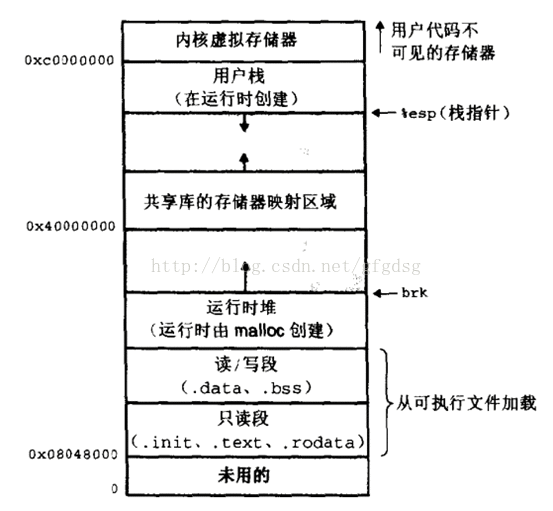 内核虚拟存储器
用户代码不
可见的存储器
0xc0000000
用户栈
(在运行时创建)
%esp(栈指针)
共享库的存储器映射区域
0x40000000
http://blog.csdn.net/gfgdsg
brk
运行时堆
(运行时由 malloc 创建)
读/写段
(.data、.bss)
从可执行文件加载
只读段
(.init、.text、.rodata)
0x08048000
未用的
0